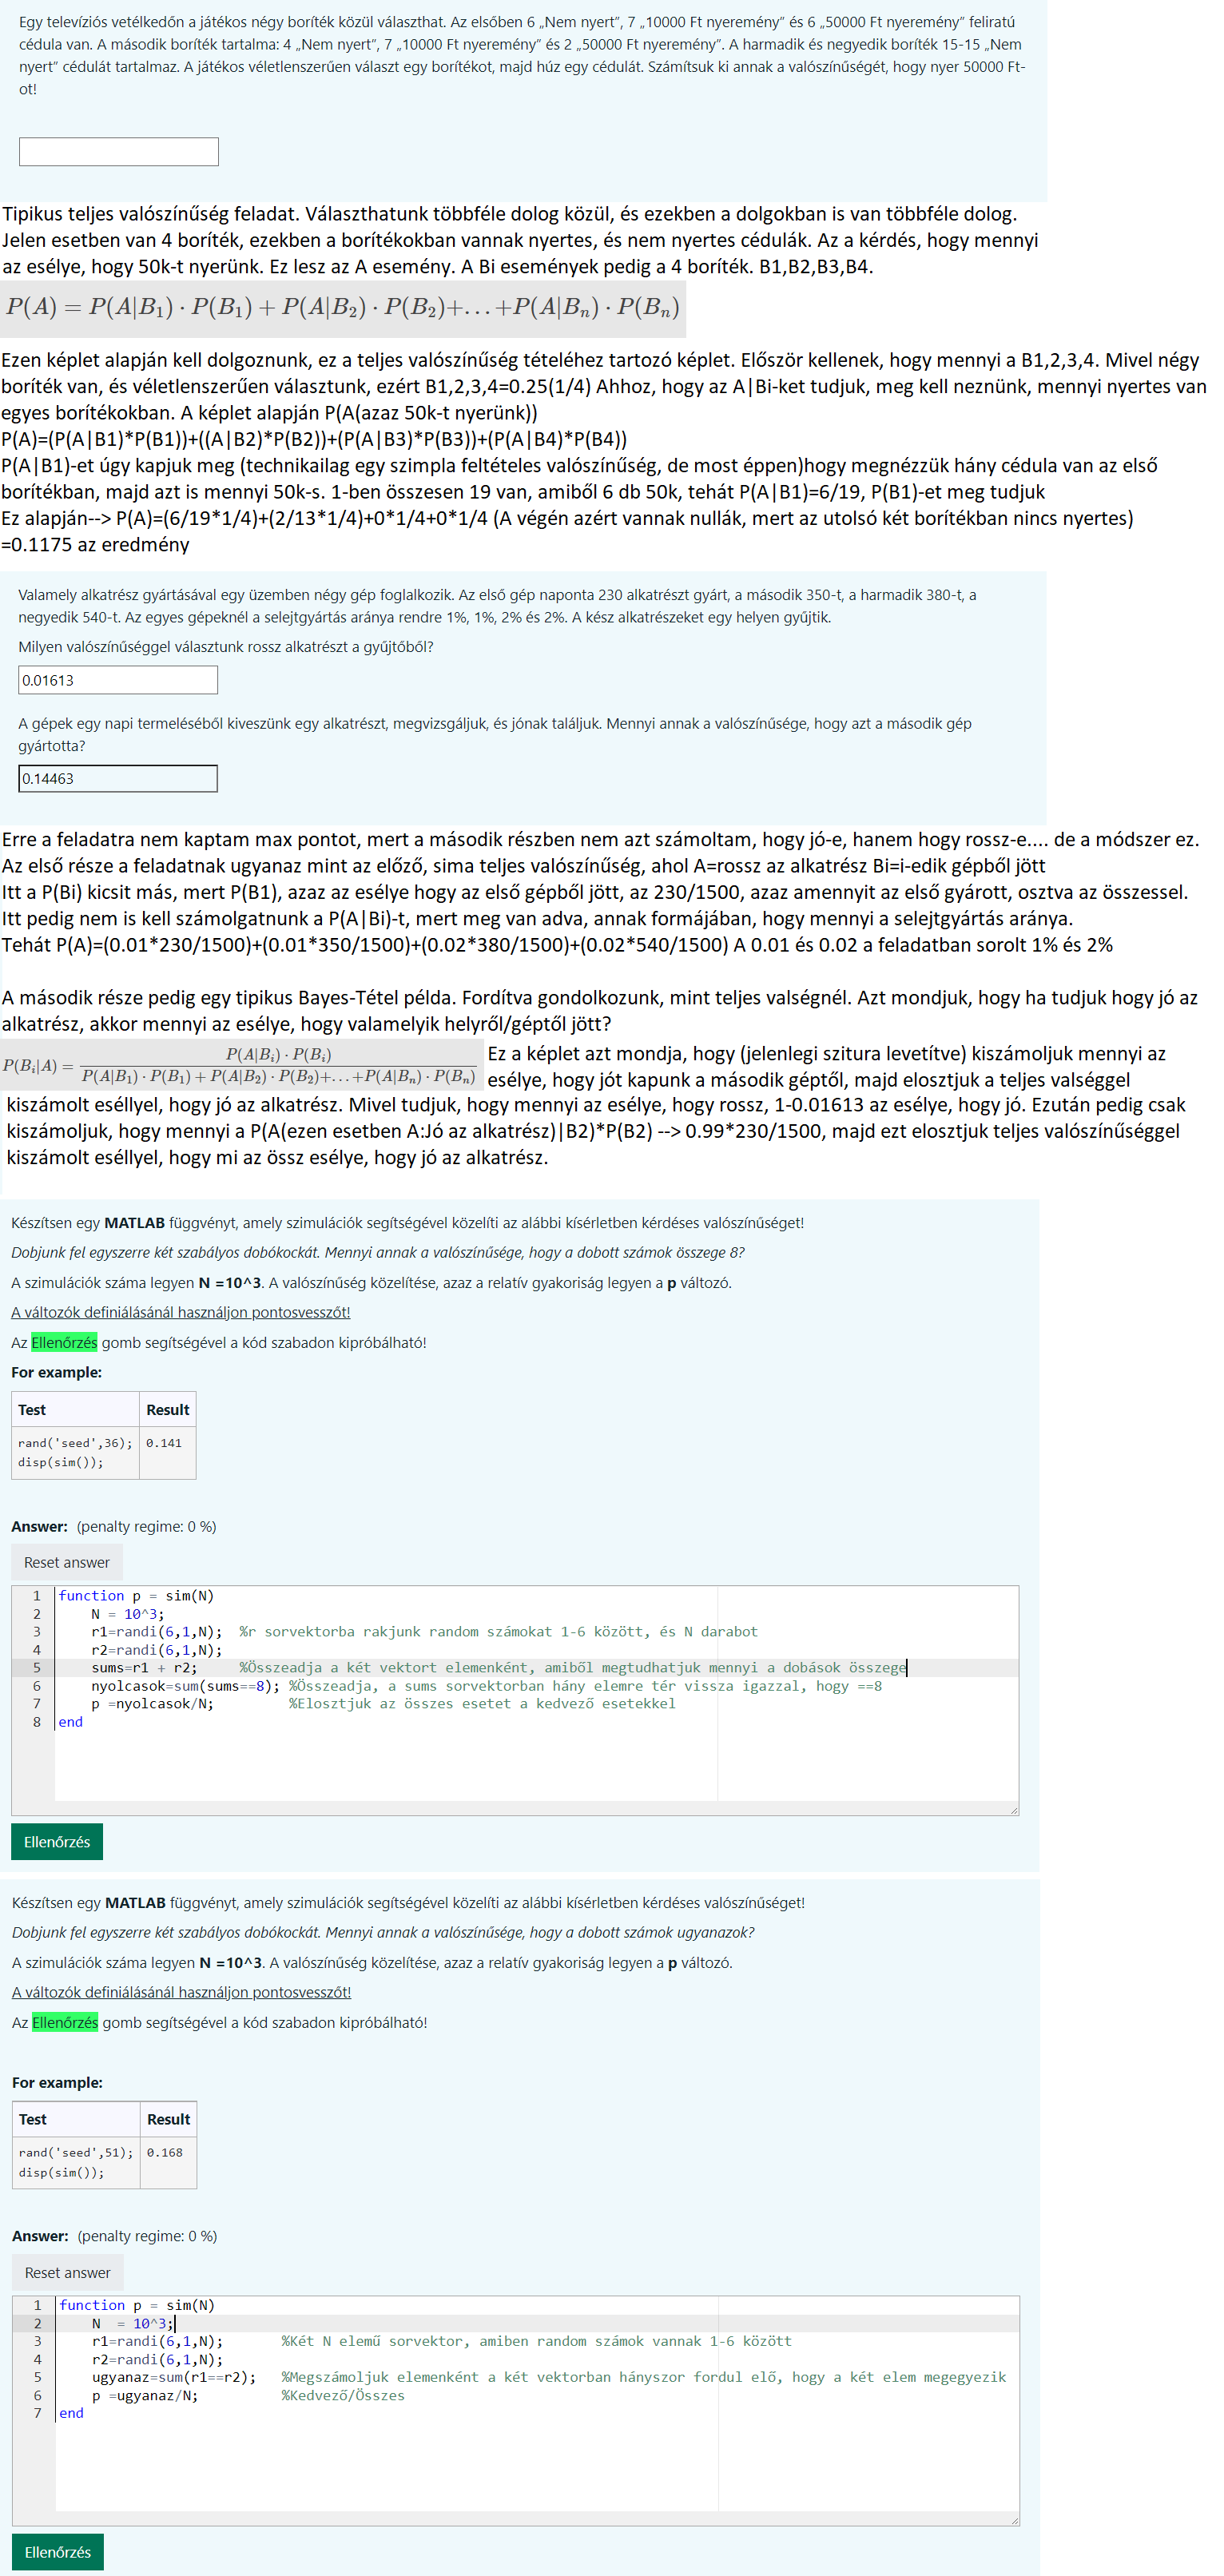 Egy televíziós vetélkedőn a játékos négy boríték közül választhat. Az elsőben 6 „Nem nyert”, 7 „10000 Ft nyeremény” és 6 „50000 Ft nyeremény” feliratú
cédula van. A második boríték tartalma: 4 „Nem nyert”, 7 „10000 Ft nyeremény” és 2 „50000 Ft nyeremény”. A harmadik és negyedik boríték 15-15 „Nem
nyert” cédulát tartalmaz. A játékos véletlenszerűen választ egy borítékot, majd húz egy cédulát. Számítsuk ki annak a valószínűségét, hogy nyer 50000 Ft-
ot!
Tipikus teljes valószínűség feladat. Választhatunk többféle dolog közül, és ezekben a dolgokban is van többféle dolog.
Jelen esetben van 4 boríték, ezekben a borítékokban vannak nyertes, és nem nyertes cédulák. Az a kérdés, hogy mennyi
az esélye, hogy 50k-t nyerünk. Ez lesz az A esemény. A Bi események pedig a 4 boríték. B1,B2,B3,B4.
P(A) = P(A|B₁) · P(B₁) + P(A|B₂) · P(B₂)+...+P(A|Bₙ) · P(Bₙ)
Ezen képlet alapján kell dolgoznunk, ez a teljes valószínűség tételéhez tartozó képlet. Először kellenek, hogy mennyi a B1,2,3,4. Mivel négy
boríték van, és véletlenszerűen választunk, ezért B1,2,3,4=0.25(1/4) Ahhoz, hogy az A|Bi-ket tudjuk, meg kell neznünk, mennyi nyertes van
egyes borítékokban. A képlet alapján P(A(azaz 50k-t nyerünk))
P(A)=(P(A|B1)*P(B1))+((A|B2)*P(B2))+(P(A|B3)*P(B3))+(P(A|B4)*P(B4))
P(A|B1)-et úgy kapjuk meg (technikailag egy szimpla feltételes valószínűség, de most éppen)hogy megnézzük hány cédula van az első
borítékban, majd azt is mennyi 50k-s. 1-ben összesen 19 van, amiből 6 db 50k, tehát P(A|B1)=6/19, P(B1)-et meg tudjuk
Ez alapján--> P(A)=(6/19*1/4)+(2/13*1/4)+0*1/4+0*1/4 (A végén azért vannak nullák, mert az utolsó két borítékban nincs nyertes)
=0.1175 az eredmény
Valamely alkatrész gyártásával egy üzemben négy gép foglalkozik. Az első gép naponta 230 alkatrészt gyárt, a második 350-t, a harmadik 380-t, a
negyedik 540-t. Az egyes gépeknél a selejtgyártás aránya rendre 1%, 1%, 2% és 2%. A kész alkatrészeket egy helyen gyűjtik.
Milyen valószínűséggel választunk rossz alkatrészt a gyűjtőből?
0.01613
A gépek egy napi termeléséből kiveszünk egy alkatrészt, megvizsgáljuk, és jónak találjuk. Mennyi annak a valószínűsége, hogy azt a második gép
gyártotta?
0.14463
Erre a feladatra nem kaptam max pontot, mert a második részben nem azt számoltam, hogy jó-e, hanem hogy rossz-e.... de a módszer ez.
Az első része a feladatnak ugyanaz mint az előző, sima teljes valószínűség, ahol A=rossz az alkatrész Bi=i-edik gépből jött
Itt a P(Bi) kicsit más, mert P(B1), azaz az esélye hogy az első gépből jött, az 230/1500, azaz amennyit az első gyárott, osztva az összessel.
Itt pedig nem is kell számolgatnunk a P(A|Bi)-t, mert meg van adva, annak formájában, hogy mennyi a selejtgyártás aránya.
Tehát P(A)=(0.01*230/1500)+(0.01*350/1500)+(0.02*380/1500)+(0.02*540/1500) A 0.01 és 0.02 a feladatban sorolt 1% és 2%
A második része pedig egy tipikus Bayes-Tétel példa. Fordítva gondolkozunk, mint teljes valségnél. Azt mondjuk, hogy ha tudjuk hogy jó az
alkatrész, akkor mennyi az esélye, hogy valamelyik helyről/géptől jött?
P(Bᵢ|A) = P(A|Bᵢ) · P(Bᵢ) / P(A|B₁) · P(B₁) + P(A|B₂) · P(B₂)+...+P(A|Bₙ) · P(Bₙ)
Ez a képlet azt mondja, hogy (jelenlegi szitura levetítve) kiszámoljuk mennyi az
esélye, hogy jót kapunk a második géptől, majd elosztjuk a teljes valséggel
kiszámolt eséllyel, hogy jó az alkatrész. Mivel tudjuk, hogy mennyi az esélye, hogy rossz, 1-0.01613 az esélye, hogy jó. Ezután pedig csak
kiszámoljuk, hogy mennyi a P(A(ezen esetben A:Jó az alkatrész)|B2)*P(B2) --> 0.99*230/1500, majd ezt elosztjuk teljes valószínűséggel
kiszámolt eséllyel, hogy mi az össz esélye, hogy jó az alkatrész.
Készítsen egy MATLAB függvényt, amely szimulációk segítségével közelíti az alábbi kísérletben kérdéses valószínűséget!
Dobjunk fel egyszerre két szabályos dobókockát. Mennyi annak a valószínűsége, hogy a dobott számok összege 8?
A szimulációk száma legyen N =10^3. A valószínűség közelítése, azaz a relatív gyakoriság legyen a p változó.
A változók definiálásánál használjon pontosvesszőt!
Az Ellenőrzés gomb segítségével a kód szabadon kipróbálható!
For example:
Test Result
rand('seed',36); 0.141
disp(sim());
Answer: (penalty regime: 0 %)
Reset answer
1 function p = sim(N)
2 N = 10^3;
3 r1=randi(6,1,N); %r sorvektorba rakjunk random számokat 1-6 között, és N darabot
4 r2=randi(6,1,N);
5 sums=r1 + r2; %Összeadja a két vektort elemenként, amiből megtudhatjuk mennyi a dobások összege
6 nyolcasok=sum(sums==8); %Összeadja, a sums sorvektorban hány elemre tér vissza igazzal, hogy ==8
7 p =nyolcasok/N; %Elosztjuk az összes esetet a kedvező esetekkel
8 end
Ellenőrzés
Készítsen egy MATLAB függvényt, amely szimulációk segítségével közelíti az alábbi kísérletben kérdéses valószínűséget!
Dobjunk fel egyszerre két szabályos dobókockát. Mennyi annak a valószínűsége, hogy a dobott számok ugyanazok?
A szimulációk száma legyen N =10^3. A valószínűség közelítése, azaz a relatív gyakoriság legyen a p változó.
A változók definiálásánál használjon pontosvesszőt!
Az Ellenőrzés gomb segítségével a kód szabadon kipróbálható!
For example:
Test Result
rand('seed',51); 0.168
disp(sim());
Answer: (penalty regime: 0 %)
Reset answer
1 function p = sim(N)
2 N = 10^3;
3 r1=randi(6,1,N); %Két N elemű sorvektor, amiben random számok vannak 1-6 között
4 r2=randi(6,1,N);
5 ugyanaz=sum(r1==r2); %Megszámoljuk elemenként a két vektorban hányszor fordul elő, hogy a két elem megegyezik
6 p =ugyanaz/N; %Kedvező/Összes
7 end
Ellenőrzés